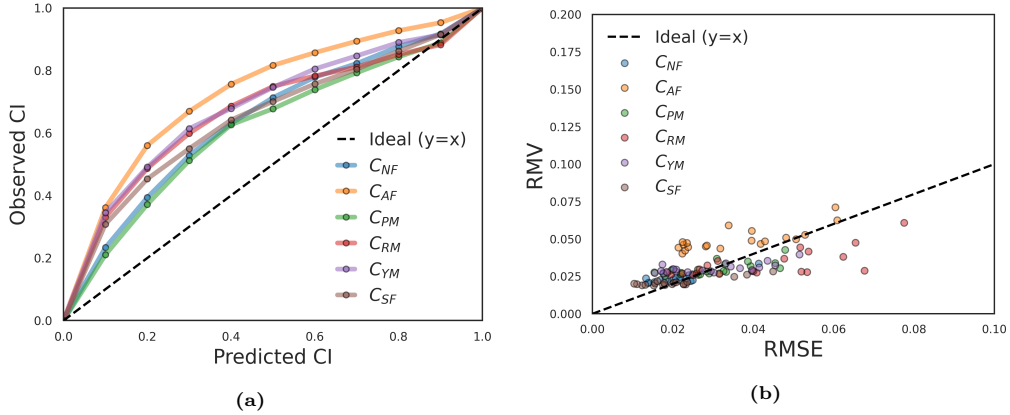 1.0
0.8
0.6
0.4
0.2
0.0
Observed CI
0.0 0.2 0.4 0.6 0.8 1.0
Predicted CI
Ideal (y=x)
C_NF
C_AF
C_PM
C_RM
C_YM
C_SF
(a)
0.200
0.175
0.150
0.125
0.100
0.075
0.050
0.025
0.000
RMV
0.00 0.02 0.04 0.06 0.08 0.10
RMSE
Ideal (y=x)
C_NF
C_AF
C_PM
C_RM
C_YM
C_SF
(b)